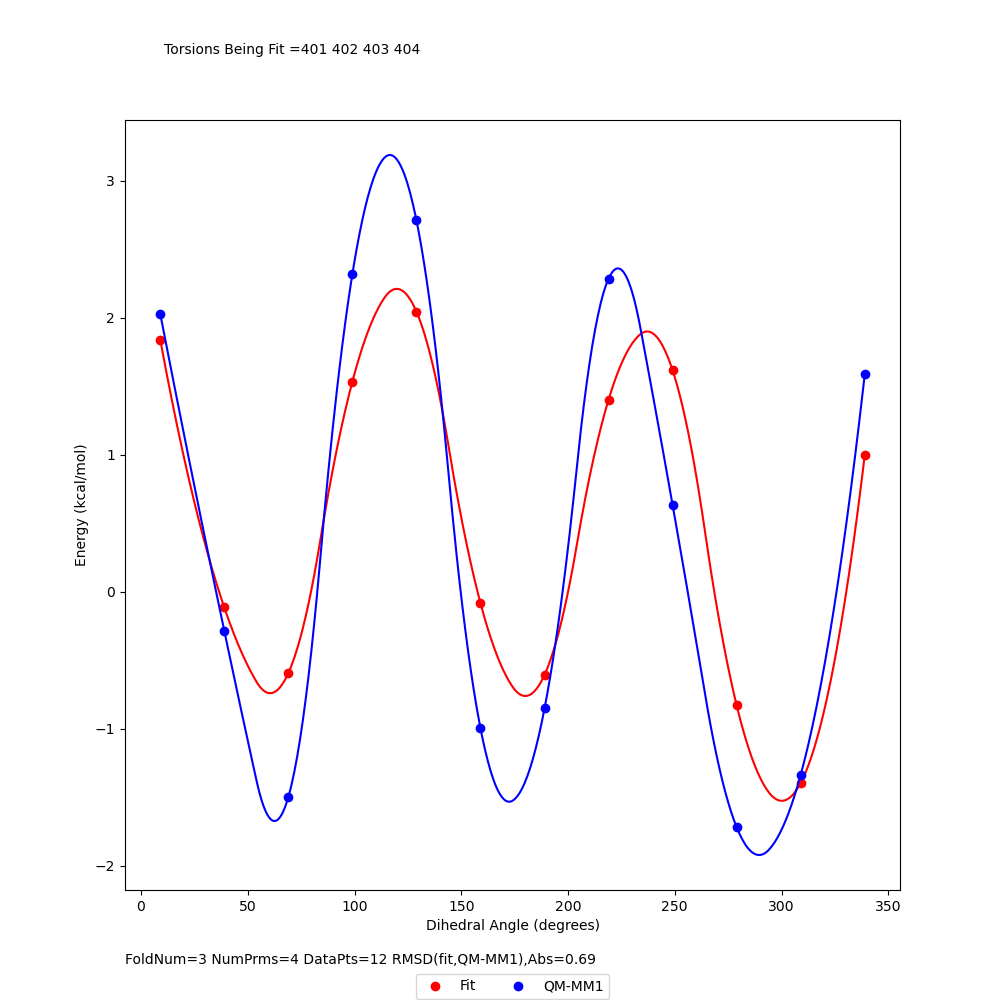 Torsions Being Fit =401 402 403 404
3
2
1
0
−1
−2
Energy (kcal/mol)
0 50 100 150 200 250 300 350
Dihedral Angle (degrees)
FoldNum=3 NumPrms=4 DataPts=12 RMSD(fit,QM-MM1),Abs=0.69
Fit QM-MM1